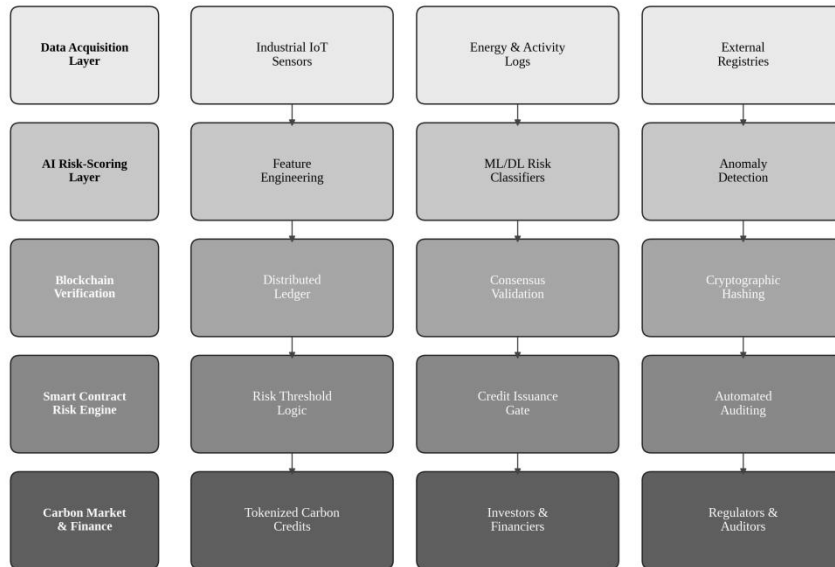 Data Acquisition
Layer
Industrial IoT
Sensors
Energy & Activity
Logs
External
Registries
AI Risk-Scoring
Layer
Feature
Engineering
ML/DL Risk
Classifiers
Anomaly
Detection
Blockchain
Verification
Distributed
Ledger
Consensus
Validation
Cryptographic
Hashing
Smart Contract
Risk Engine
Risk Threshold
Logic
Credit Issuance
Gate
Automated
Auditing
Carbon Market
& Finance
Tokenized Carbon
Credits
Investors &
Financiers
Regulators &
Auditors